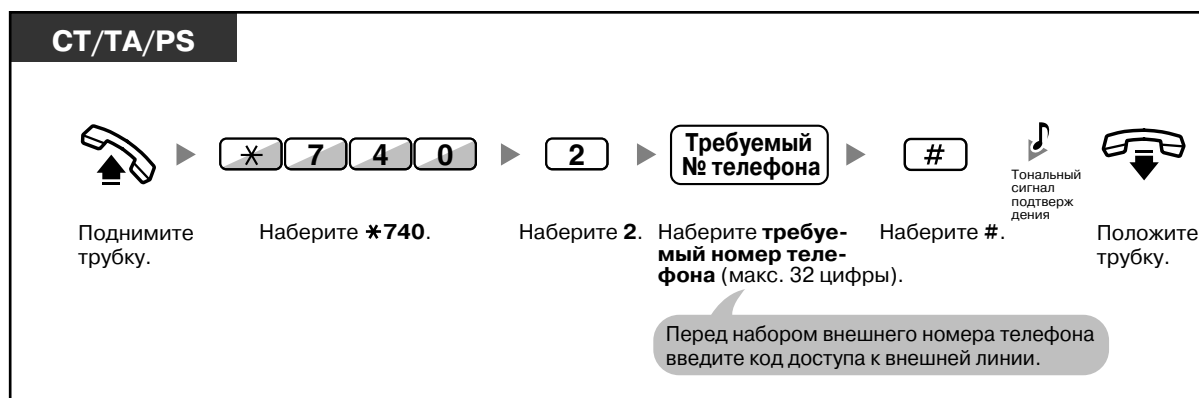 CT/TA/PS
* 7 4 0
2
Требуемый
№ телефона
#
Тональный
сигнал
подтверж
дения
Поднимите
трубку.
Наберите *740.
Наберите 2.
Наберите требуе-
мый номер теле-
фона (макс. 32 цифры).
Наберите #.
Положите
трубку.
Перед набором внешнего номера телефона
введите код доступа к внешней линии.